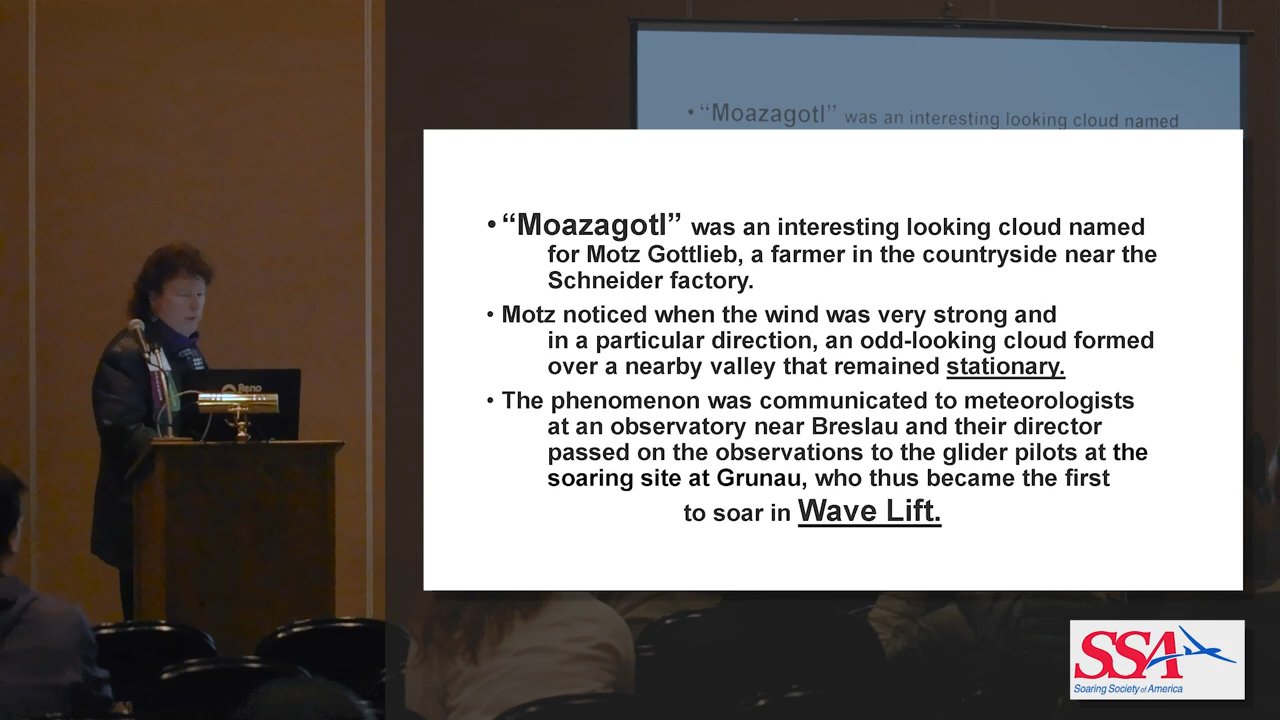 • “Moazagotl” was an interesting looking cloud named
• “Moazagotl” was an interesting looking cloud named
for Motz Gottlieb, a farmer in the countryside near the
Schneider factory.
• Motz noticed when the wind was very strong and
in a particular direction, an odd-looking cloud formed
over a nearby valley that remained stationary.
• The phenomenon was communicated to meteorologists
at an observatory near Breslau and their director
passed on the observations to the glider pilots at the
soaring site at Grunau, who thus became the first
to soar in Wave Lift.
Reno
SSA
Soaring Society of America